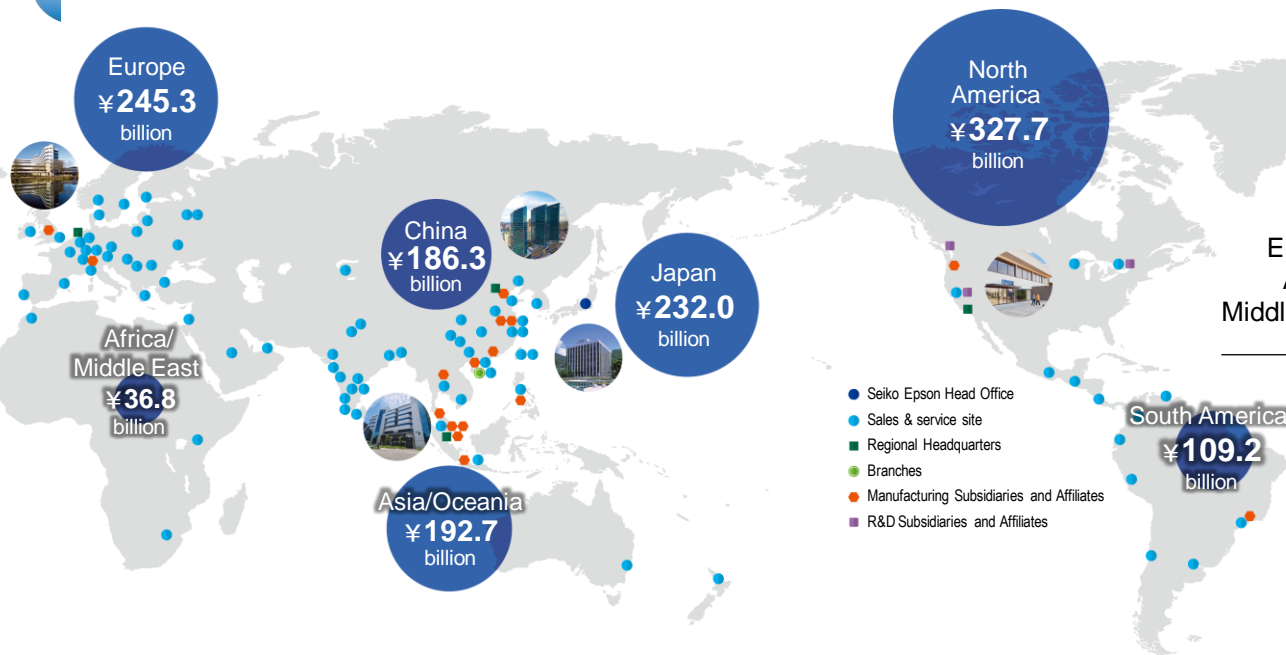 Europe
¥245.3
billion
North
America
¥327.7
billion
China
¥186.3
billion
Japan
¥232.0
billion
Africa/
Middle East
¥36.8
billion
Asia/Oceania
¥192.7
billion
Seiko Epson Head Office
Sales & service site
Regional Headquarters
Branches
Manufacturing Subsidiaries and Affiliates
R&D Subsidiaries and Affiliates
South America
¥109.2
billion
E
Middl